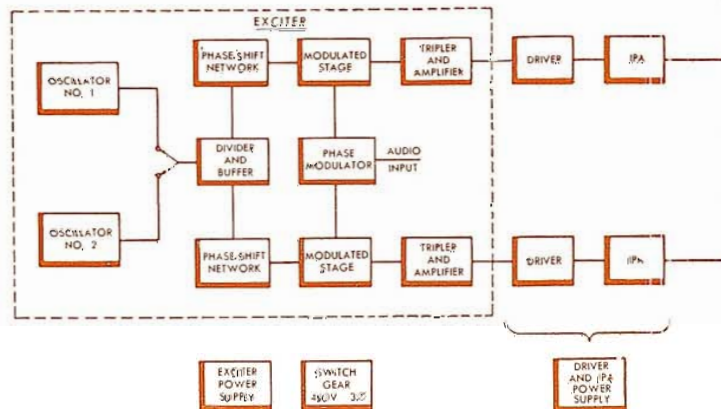 EXCITER
PHASE-SHIFT
NETWORK
MODULATED
STAGE
TRIPLER
AND
AMPLIFIER
DRIVER
IPA
OSCILLATOR
NO. 1
DIVIDER
AND
BUFFER
PHASE
MODULATOR
AUDIO
INPUT
OSCILLATOR
NO. 2
PHASE-SHIFT
NETWORK
MODULATED
STAGE
TRIPLER
AND
AMPLIFIER
DRIVER
IPA
EXCITER
POWER
SUPPLY
SWITCH
GEAR
480V
DRIVER
AND IPA
POWER
SUPPLY